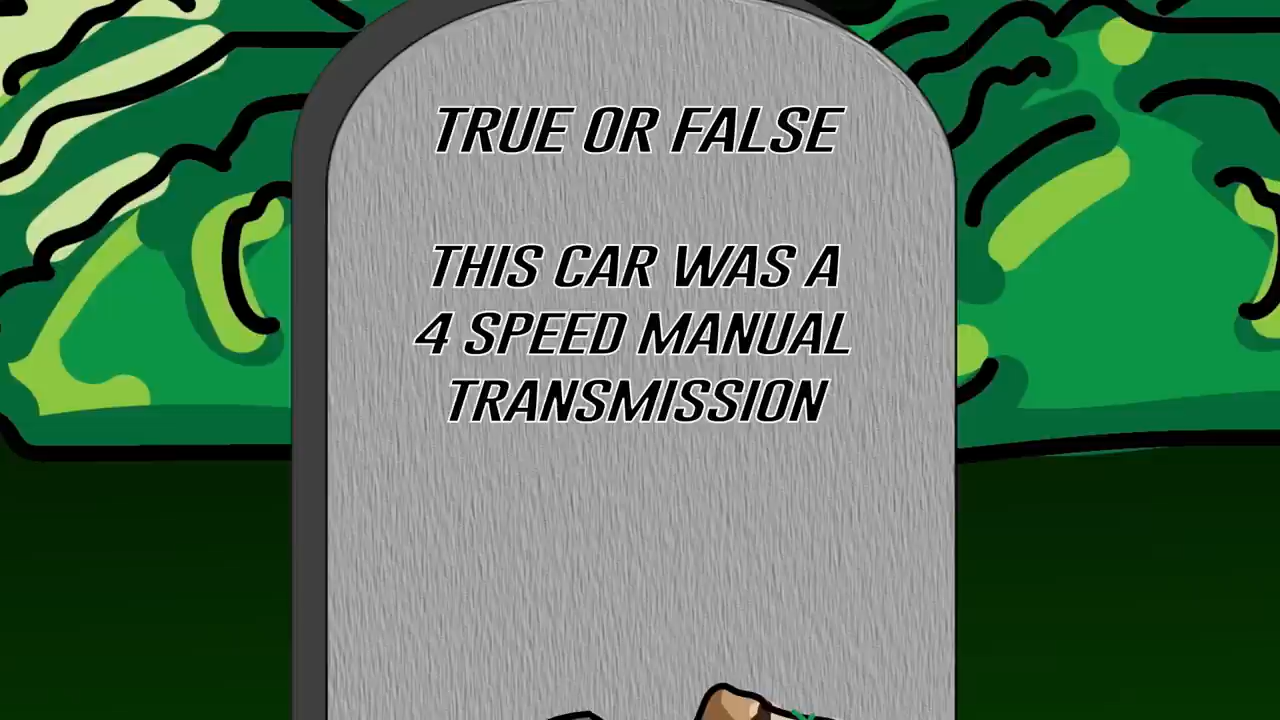 TRUE OR FALSE
THIS CAR WAS A
4 SPEED MANUAL
TRANSMISSION